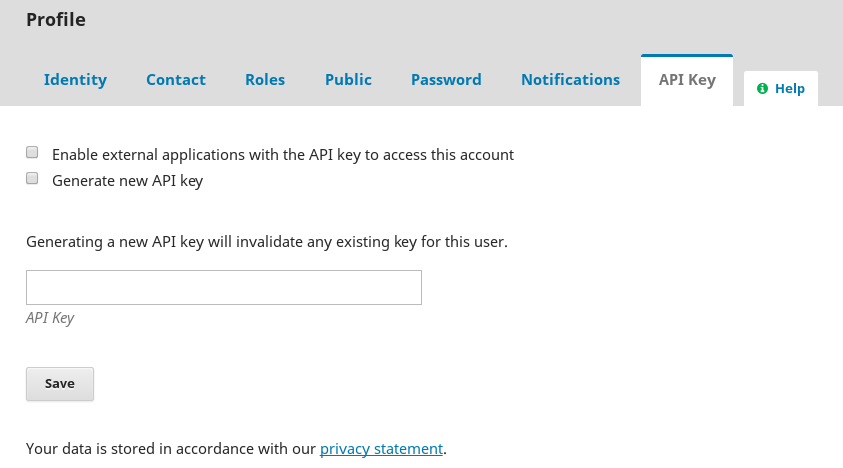 Profile
Identity Contact Roles Public Password Notifications API Key Help
Enable external applications with the API key to access this account
Generate new API key
Generating a new API key will invalidate any existing key for this user.
API Key
Save
Your data is stored in accordance with our privacy statement.